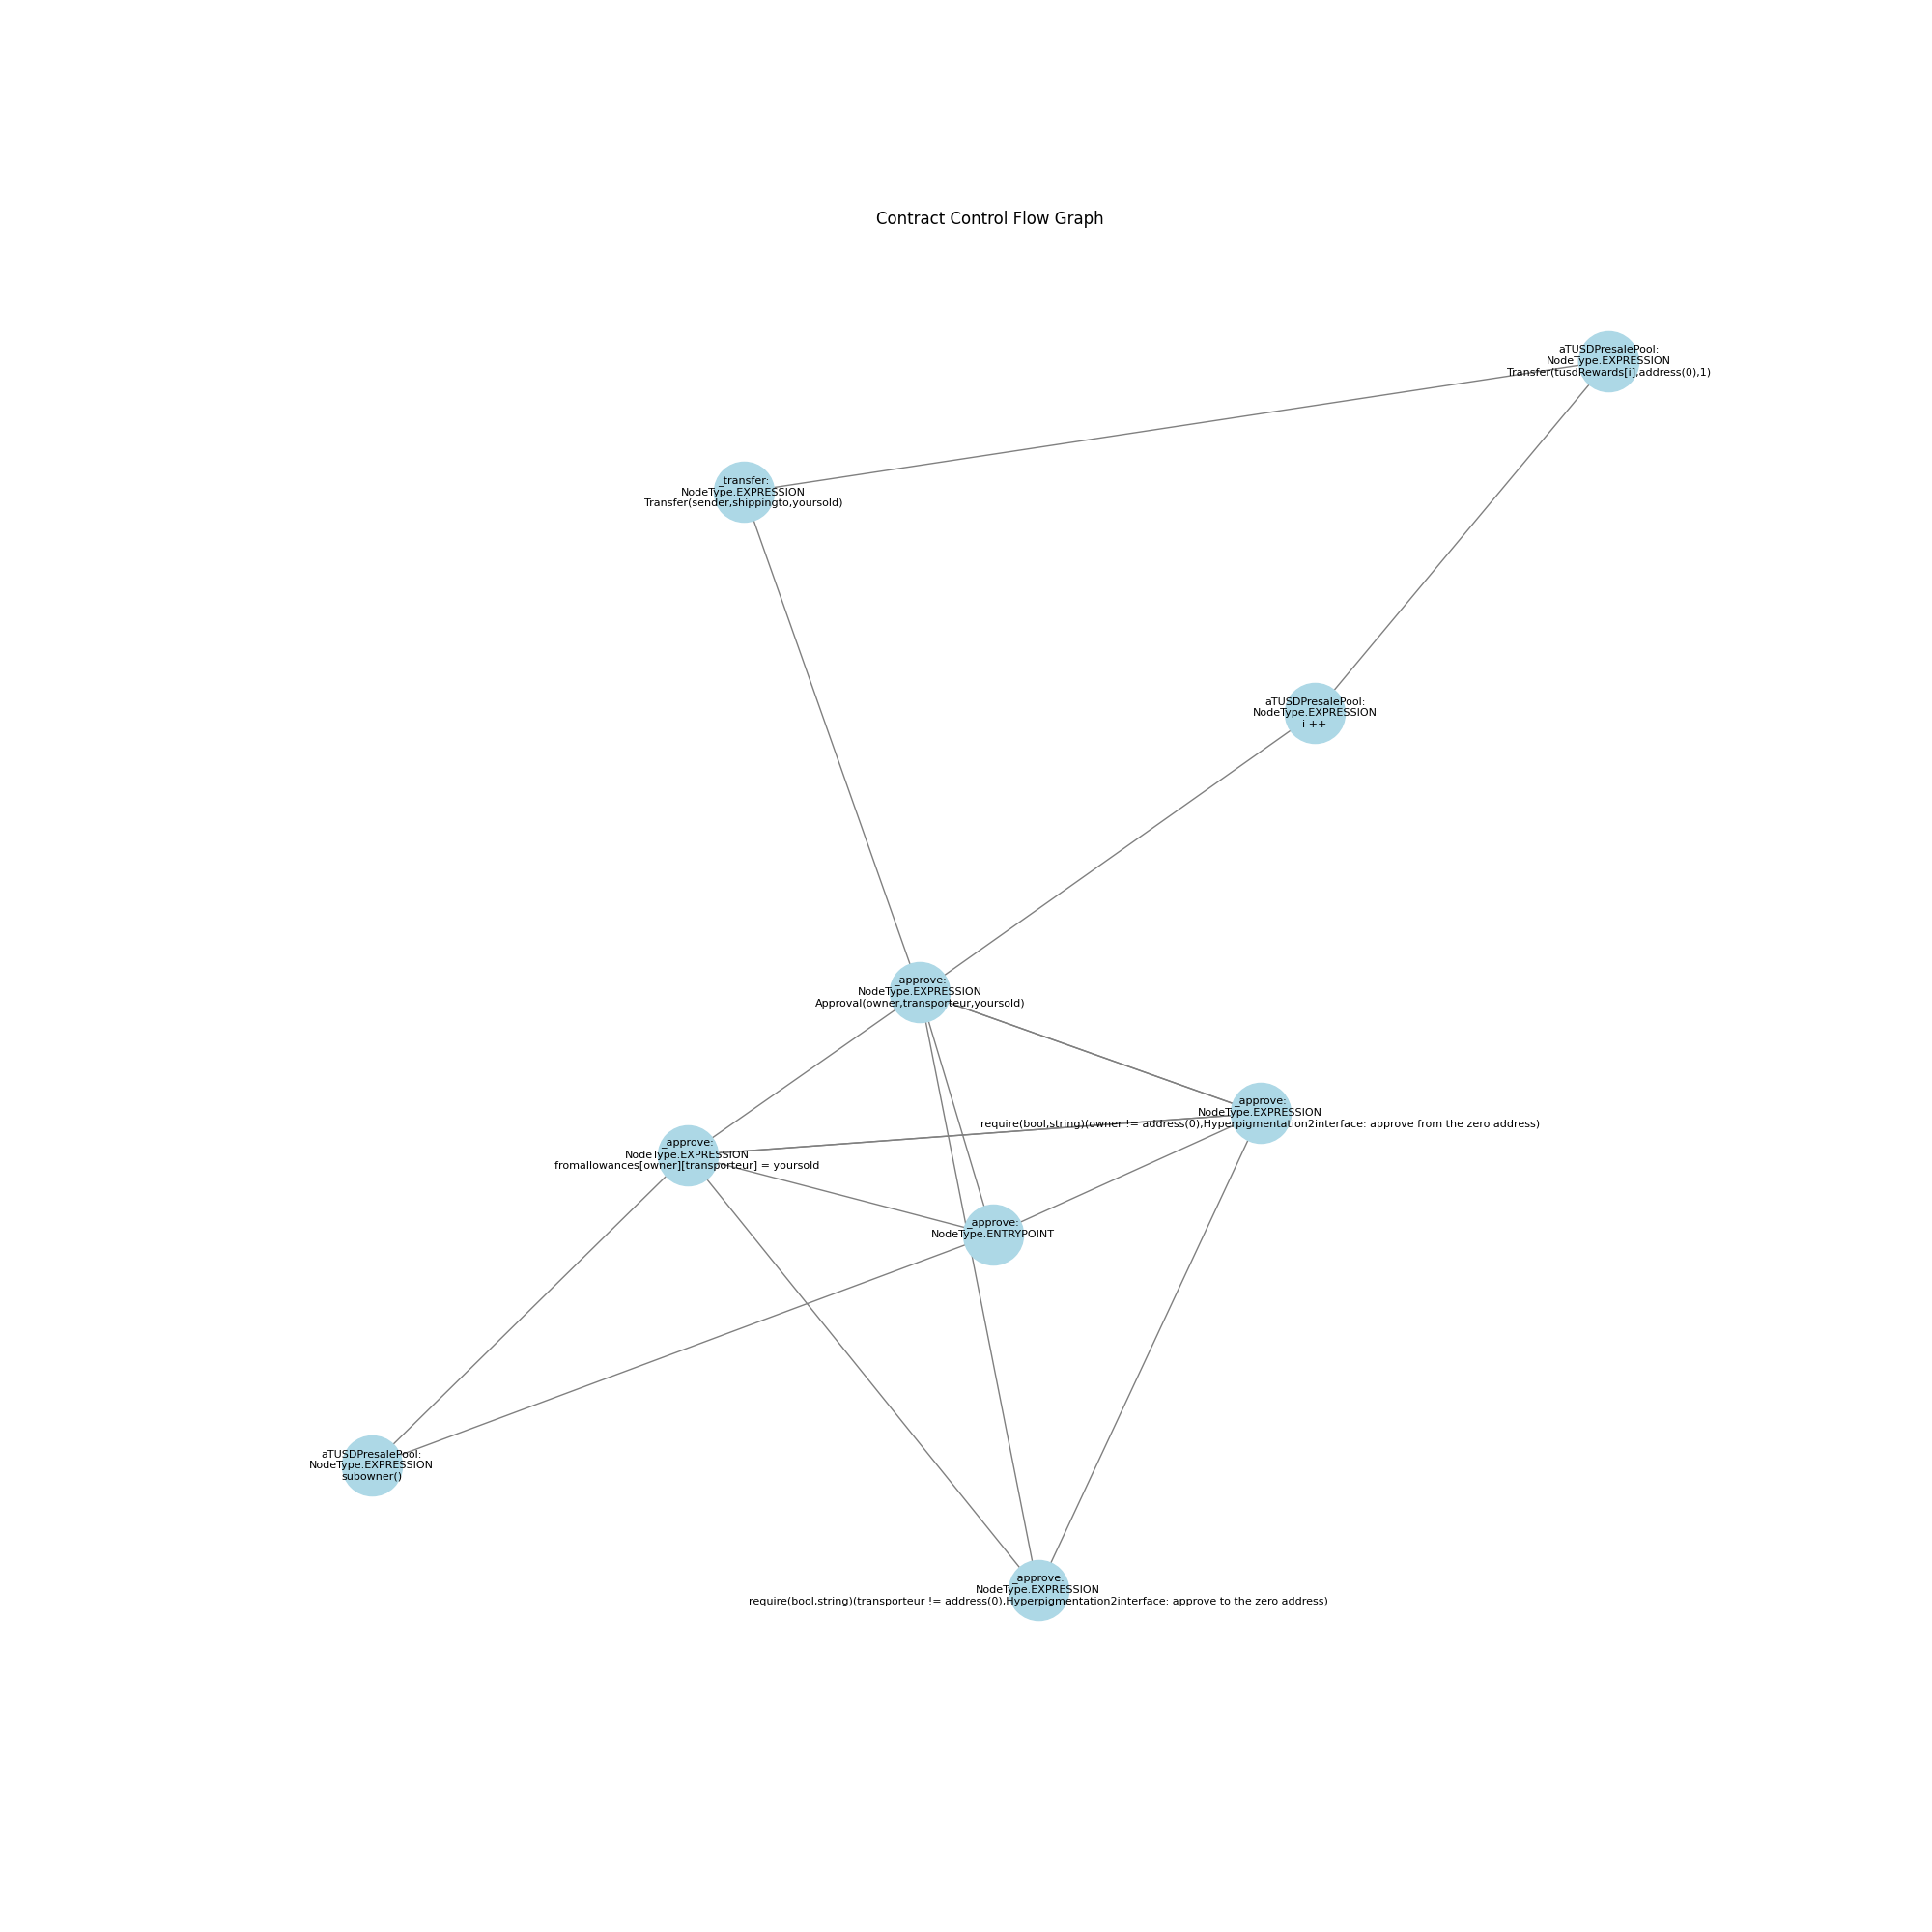 Contract Control Flow Graph
aTUSDPresalePool:
NodeType.EXPRESSION
Transfer(tusdRewards[i],address(0),1)
_transfer:
NodeType.EXPRESSION
Transfer(sender,shippingto,yoursold)
aTUSDPresalePool:
NodeType.EXPRESSION
i ++
_approve:
NodeType.EXPRESSION
Approval(owner,transporteur,yoursold)
_approve:
NodeType.EXPRESSION
require(bool,string)(owner != address(0),Hyperpigmentation2interface: approve from the zero address)
_approve:
NodeType.EXPRESSION
fromallowances[owner][transporteur] = yoursold
_approve:
NodeType.ENTRYPOINT
aTUSDPresalePool:
NodeType.EXPRESSION
subowner()
_approve:
NodeType.EXPRESSION
require(bool,string)(transporteur != address(0),Hyperpigmentation2interface: approve to the zero address)